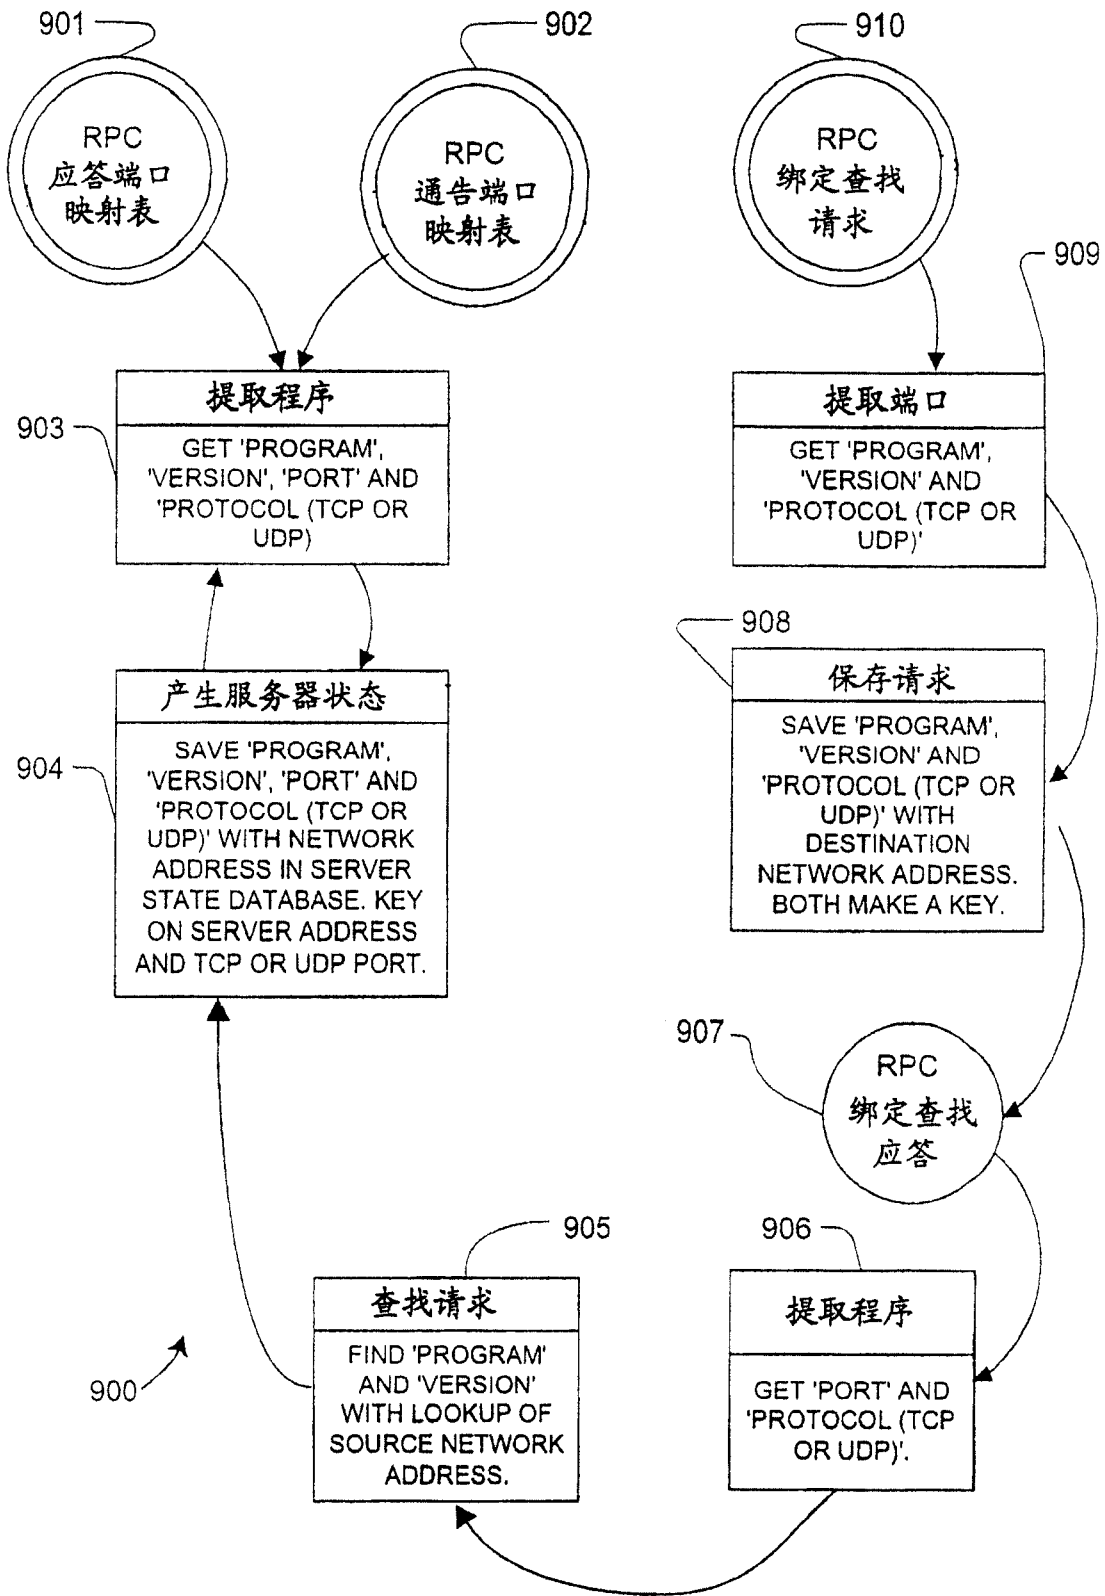 901
902
910
RPC
应答端口
映射表
RPC
通告端口
映射表
RPC
绑定查找
请求
909
提取程序
903
GET 'PROGRAM',
'VERSION', 'PORT' AND
'PROTOCOL (TCP OR
UDP)
提取端口
GET 'PROGRAM',
'VERSION' AND
'PROTOCOL (TCP OR
UDP)'
908
产生服务器状态
904
SAVE 'PROGRAM',
'VERSION', 'PORT' AND
'PROTOCOL (TCP OR
UDP)' WITH NETWORK
ADDRESS IN SERVER
STATE DATABASE. KEY
ON SERVER ADDRESS
AND TCP OR UDP PORT.
保存请求
SAVE 'PROGRAM',
'VERSION' AND
'PROTOCOL (TCP OR
UDP)' WITH
DESTINATION
NETWORK ADDRESS.
BOTH MAKE A KEY.
907
RPC
绑定查找
应答
905
906
查找请求
FIND 'PROGRAM'
AND 'VERSION'
WITH LOOKUP OF
SOURCE NETWORK
ADDRESS.
提取程序
GET 'PORT' AND
'PROTOCOL (TCP
OR UDP)'.
900